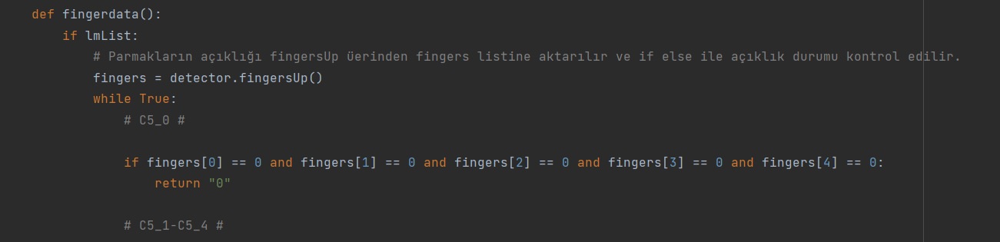 def fingerdata():
if lmList:
# Parmakların açıklığı fingersUp üerinden fingers listine aktarılır ve if else ile açıklık durumu kontrol edilir.
fingers = detector.fingersUp()
while True:
# C5_0 #
if fingers[0] == 0 and fingers[1] == 0 and fingers[2] == 0 and fingers[3] == 0 and fingers[4] == 0:
return "0"
# C5_1-C5_4 #